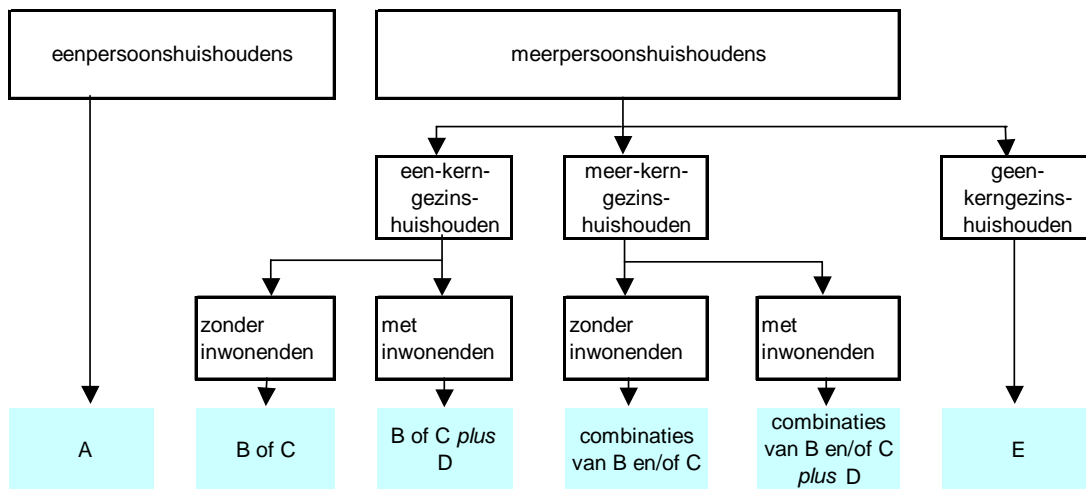 eenpersoonshuishoudens
meerpersoonshuishoudens
een-kern-
gezins-
huishouden
meer-kern-
gezins-
huishouden
geen-
kerngezins-
huishouden
zonder
inwonenden
met
inwonenden
zonder
inwonenden
met
inwonenden
A
B of C
B of C plus
D
combinaties
van B en/of C
combinaties
van B en/of C
plus D
E